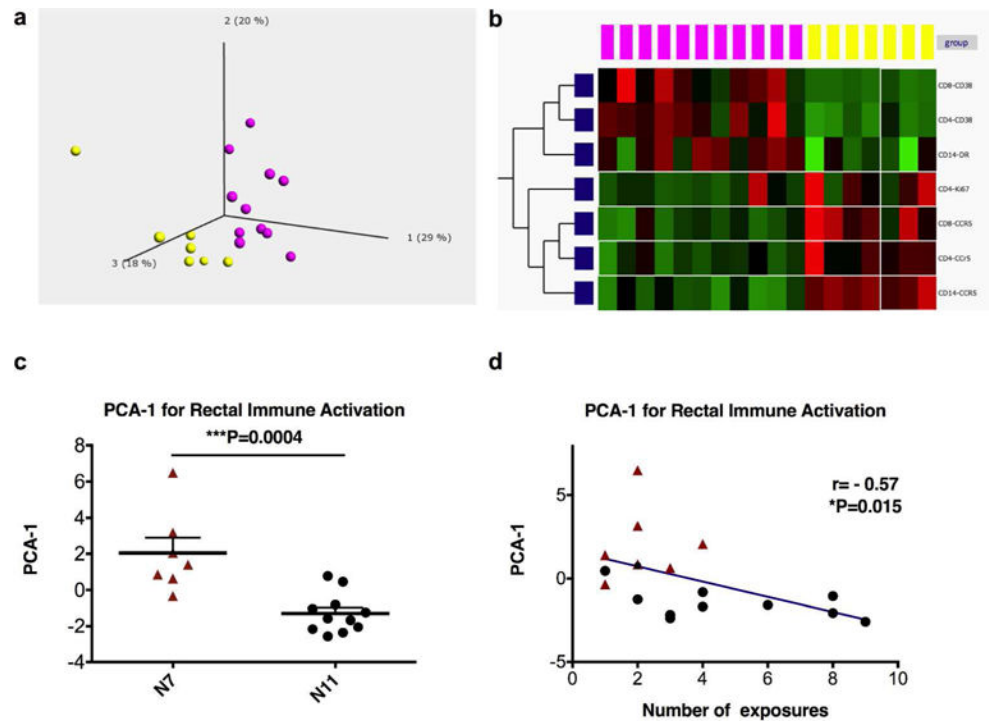 a
2 (20 %)
1 (29 %)
3 (18 %)
b
group
CD8-CD38
CD4-CD38
CD14-DR
CD4-Ki67
CD8-CCR5
CD4-CCr5
CD14-CCR5
c
PCA-1 for Rectal Immune Activation
***P=0.0004
8
6
4
2
0
-2
-4
PCA-1
N7
N11
d
PCA-1 for Rectal Immune Activation
r= - 0.57
*P=0.015
5
0
-5
PCA-1
0 2 4 6 8 10
Number of exposures